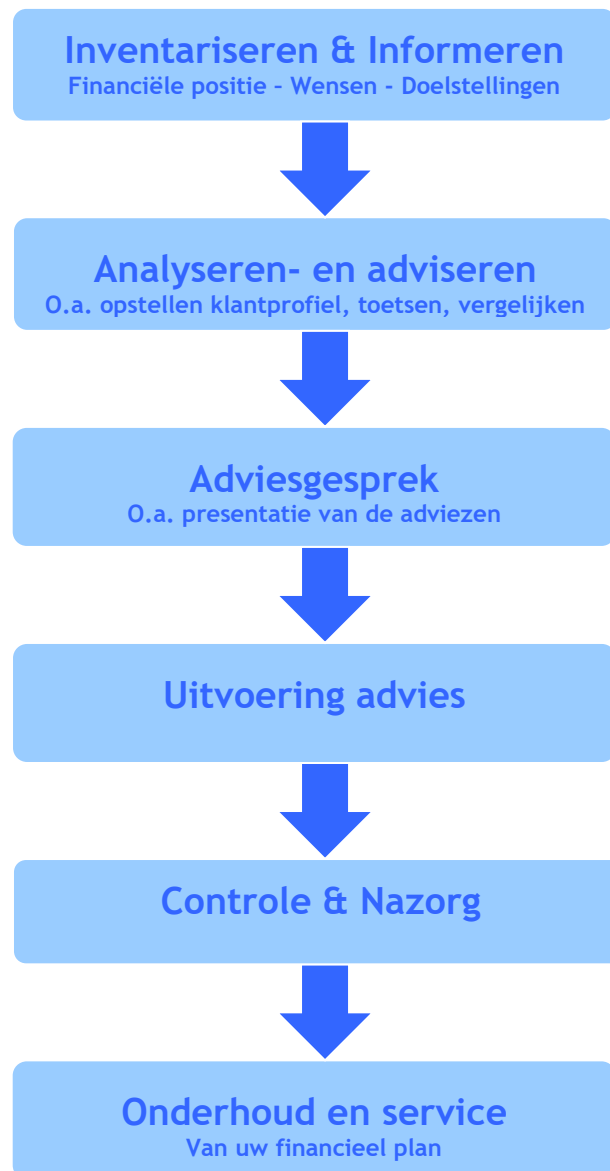 Inventariseren & Informeren
Financiële positie – Wensen - Doelstellingen
Analyseren- en adviseren
O.a. opstellen klantprofiel, toetsen, vergelijken
Adviesgesprek
O.a. presentatie van de adviezen
Uitvoering advies
Controle & Nazorg
Onderhoud en service
Van uw financieel plan